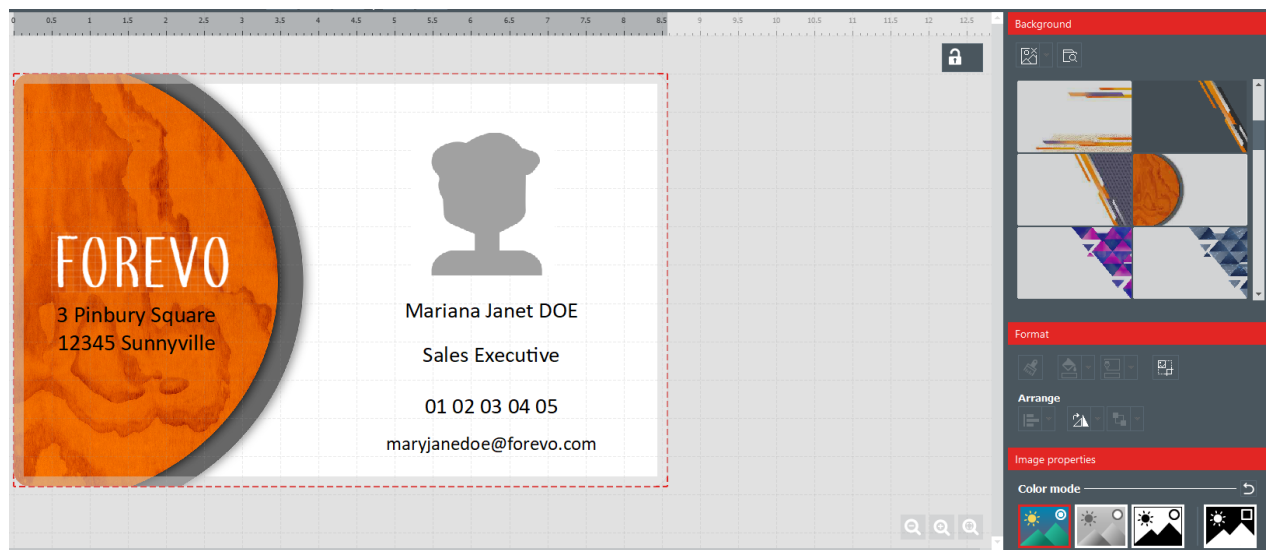 0 0.5 1 1.5 2 2.5 3 3.5 4 4.5 5 5.5 6 6.5 7 7.5 8 8.5 9 9.5 10 10.5 11 11.5 12 12.5
Background
FOREVO
3 Pinbury Square
12345 Sunnyville
Mariana Janet DOE
Sales Executive
01 02 03 04 05
maryjanedoe@forevo.com
Format
Arrange
Image properties
Color mode